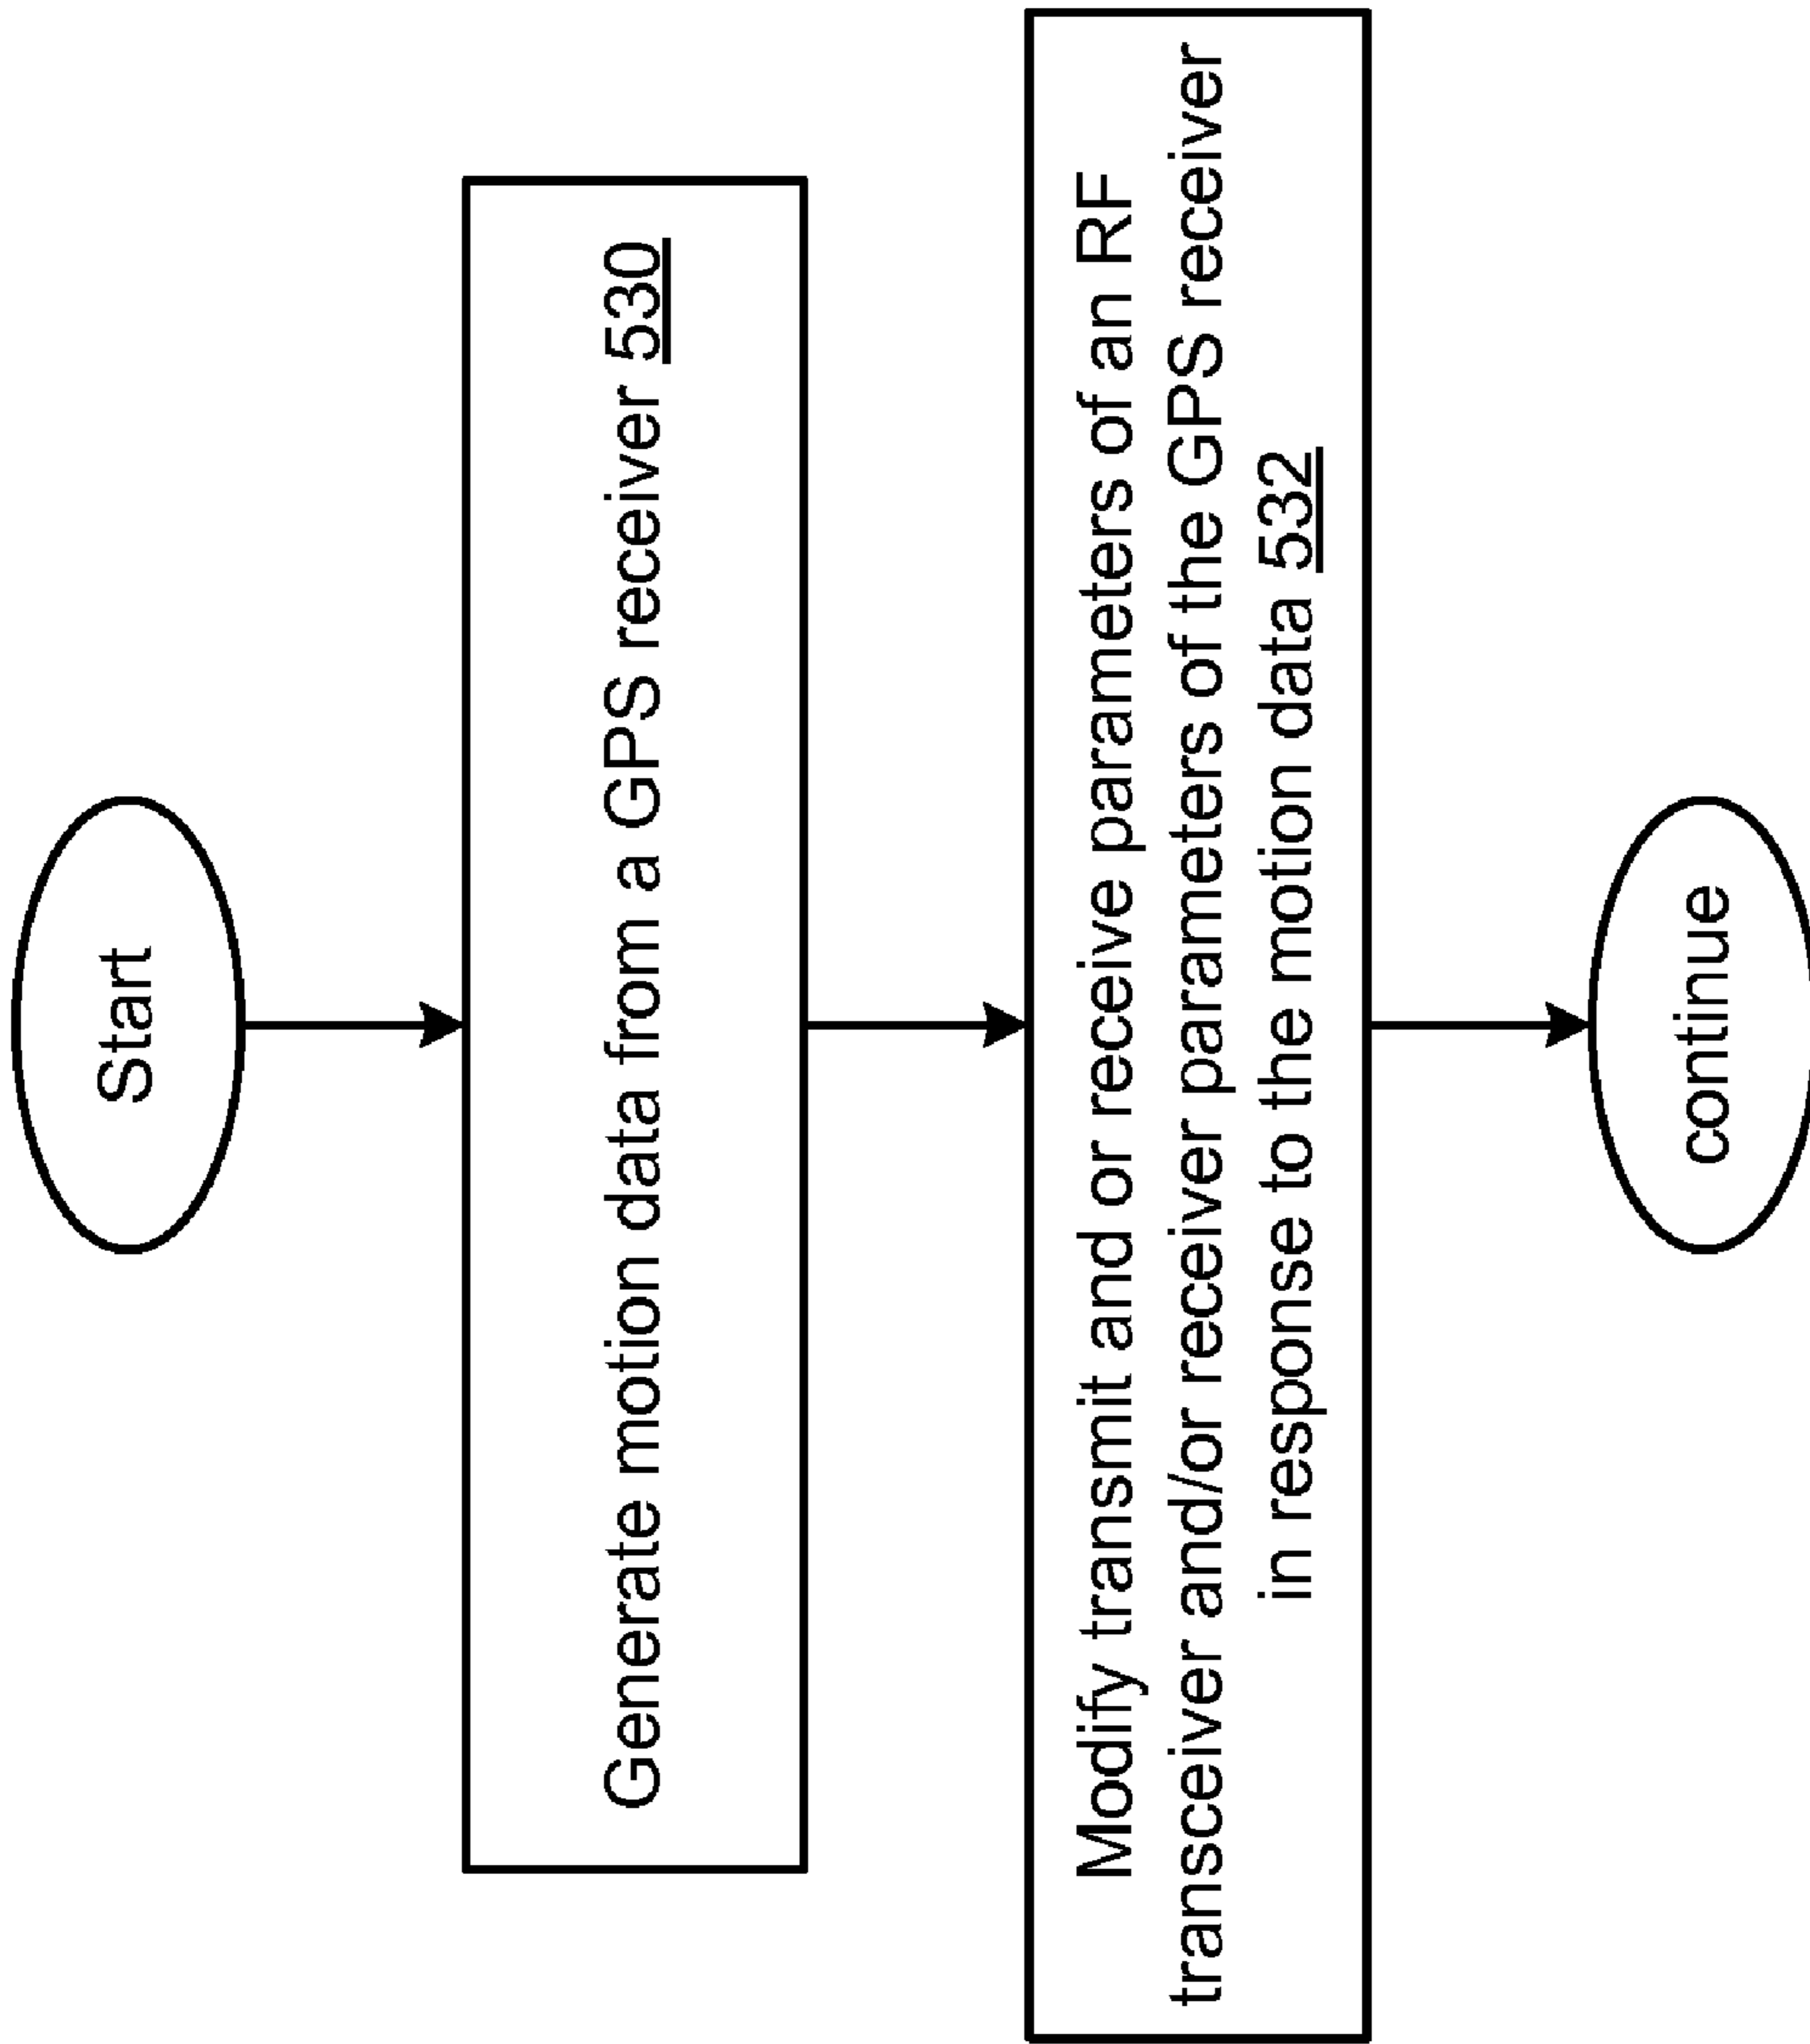 Start
Generate motion data from a GPS receiver 530
Modify transmit and or receive parameters of an RF
transceiver and/or receiver parameters of the GPS receiver
in response to the motion data 532
continue